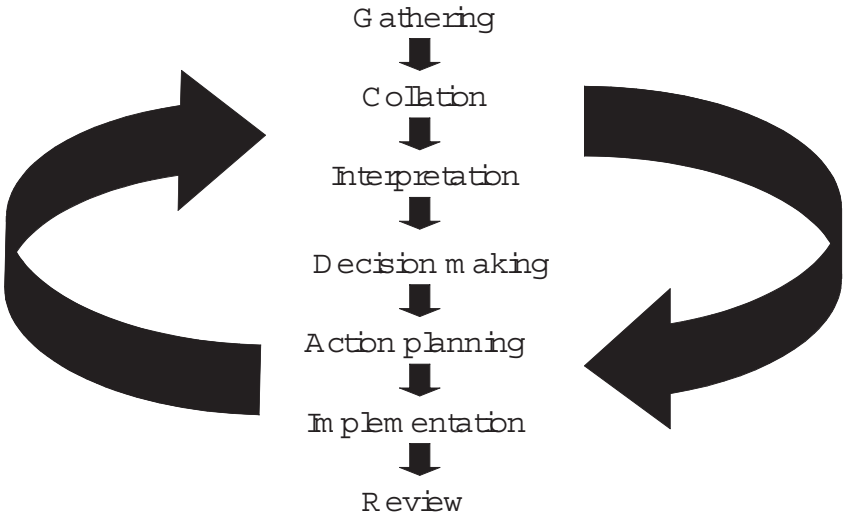 Gathering
Collation
Interpretation
Decision making
Action planning
Implementation
Review